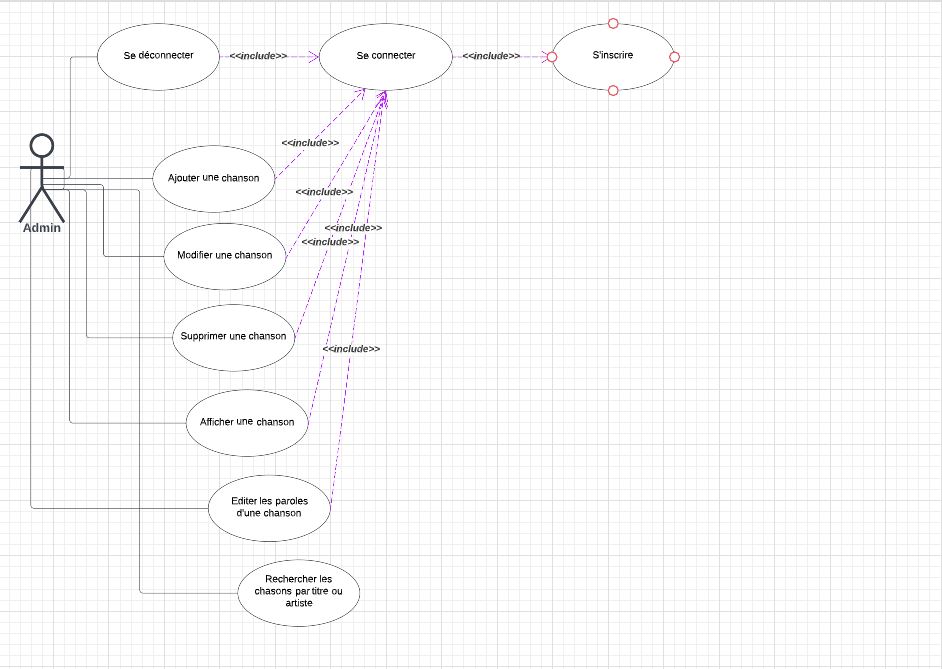 Se déconnecter
<<include>>
Se connecter
<<include>>
S'inscrire
<<include>>
Ajouter une chanson
<<include>>
Admin
<<include>>
<<include>>
Modifier une chanson
Supprimer une chanson
<<include>>
Afficher une chanson
Editer les paroles
d'une chanson
Rechercher les
chasons par titre ou
artiste